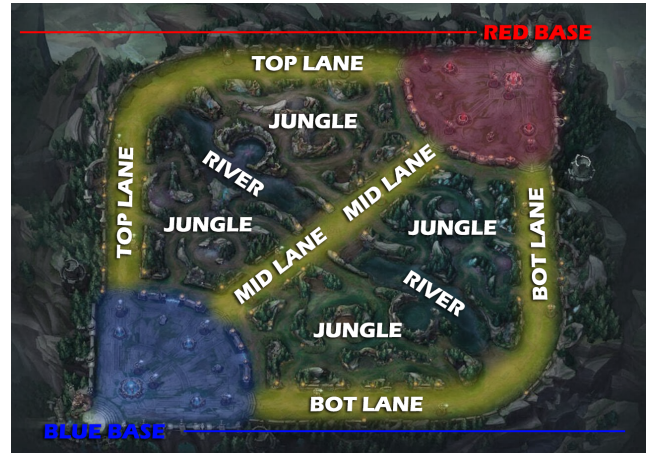 RED BASE
TOP LANE
JUNGLE
RIVER
MID LANE
TOP LANE
JUNGLE
JUNGLE
BOT LANE
MID LANE
RIVER
JUNGLE
BOT LANE
BLUE BASE